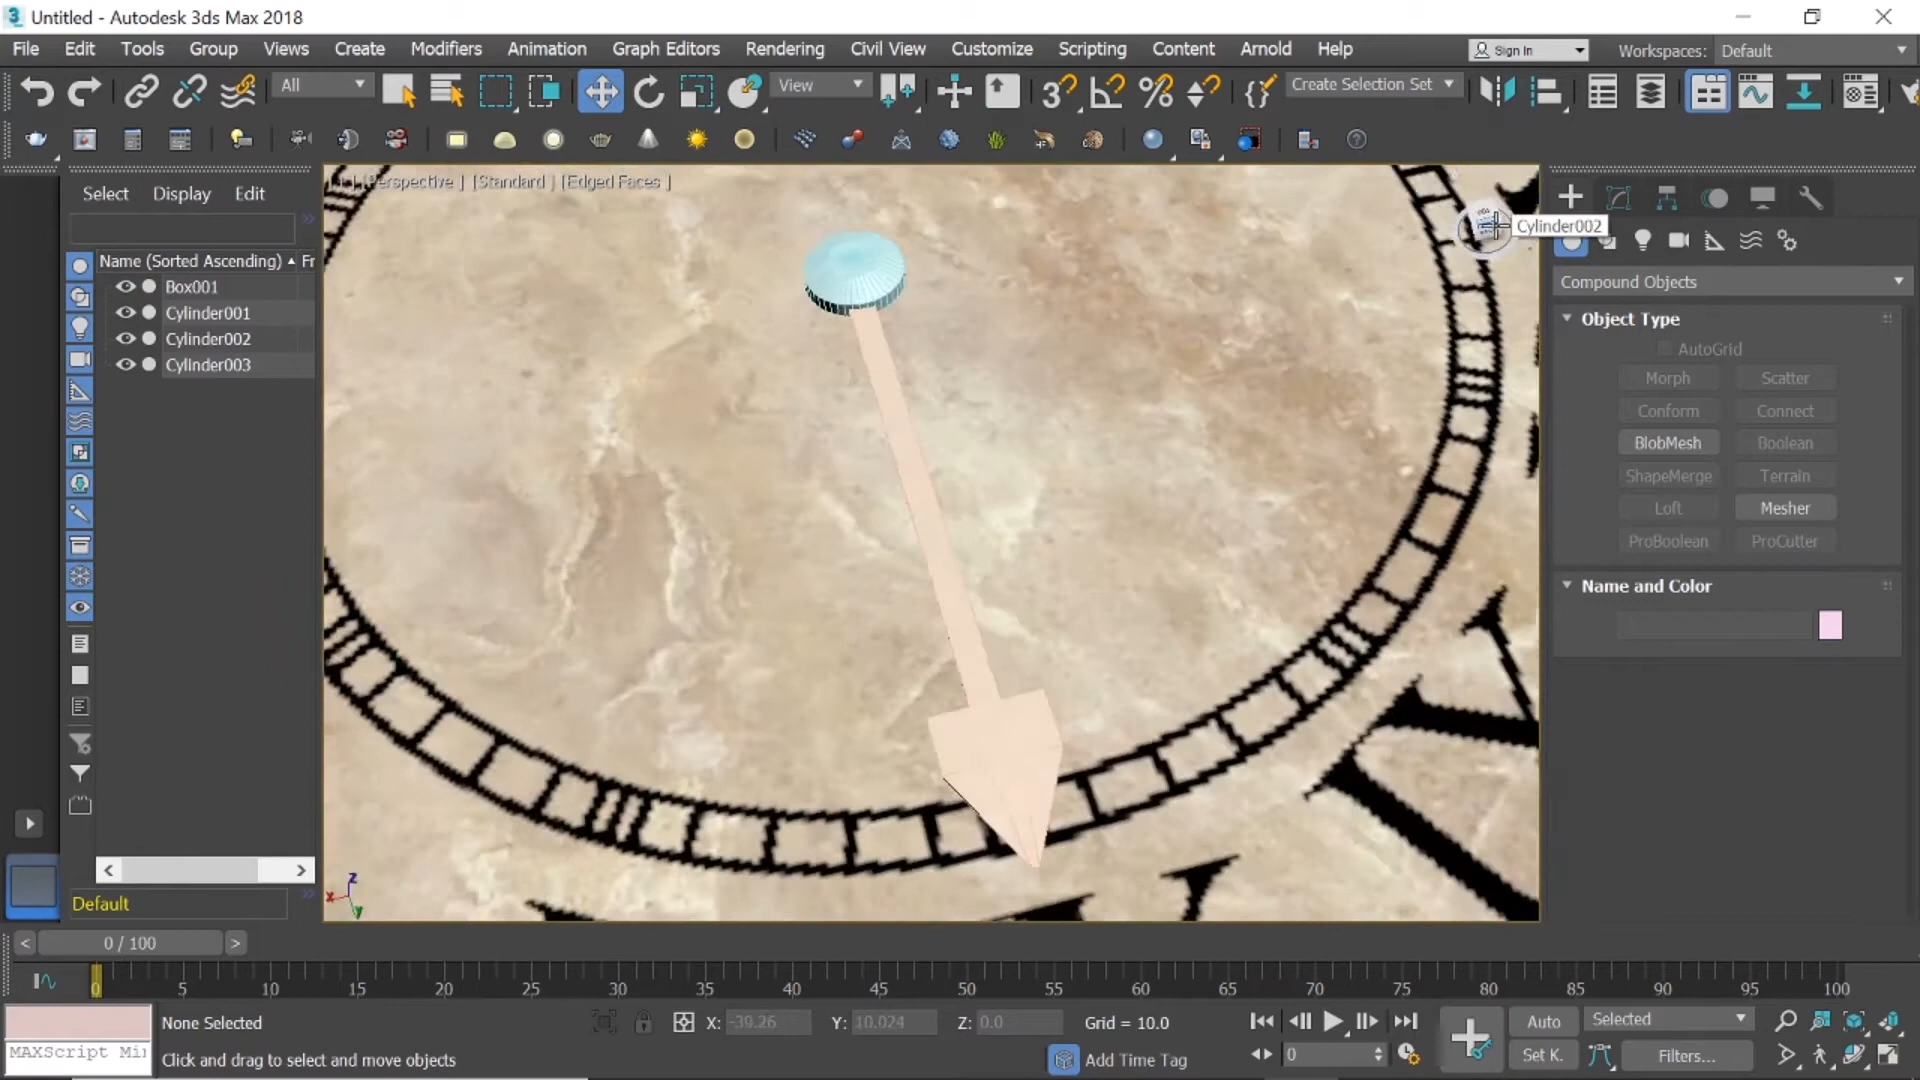 Untitled - Autodesk 3ds Max 2018
File Edit Tools Group Views Create Modifiers Animation Graph Editors Rendering Civil View Customize Scripting Content Arnold Help Sign In Workspaces: Default
All View Create Selection Set
Select Display Edit
[ + ] [Perspective ] [Standard ] [Edged Faces ]
Cylinder002
Name (Sorted Ascending) Fr
Box001
Cylinder001
Cylinder002
Cylinder003
Compound Objects
Object Type
AutoGrid
Morph Scatter
Conform Connect
BlobMesh Boolean
ShapeMerge Terrain
Loft Mesher
ProBoolean ProCutter
Name and Color
z
x
y
Default
< 0 / 100 >
0 5 10 15 20 25 30 35 40 45 50 55 60 65 70 75 80 85 90 95 100
None Selected X: -39.26 Y: 10.024 Z: 0.0 Grid = 10.0 Auto Selected
MAXScript Mi Click and drag to select and move objects Add Time Tag 0 Set K. Filters...